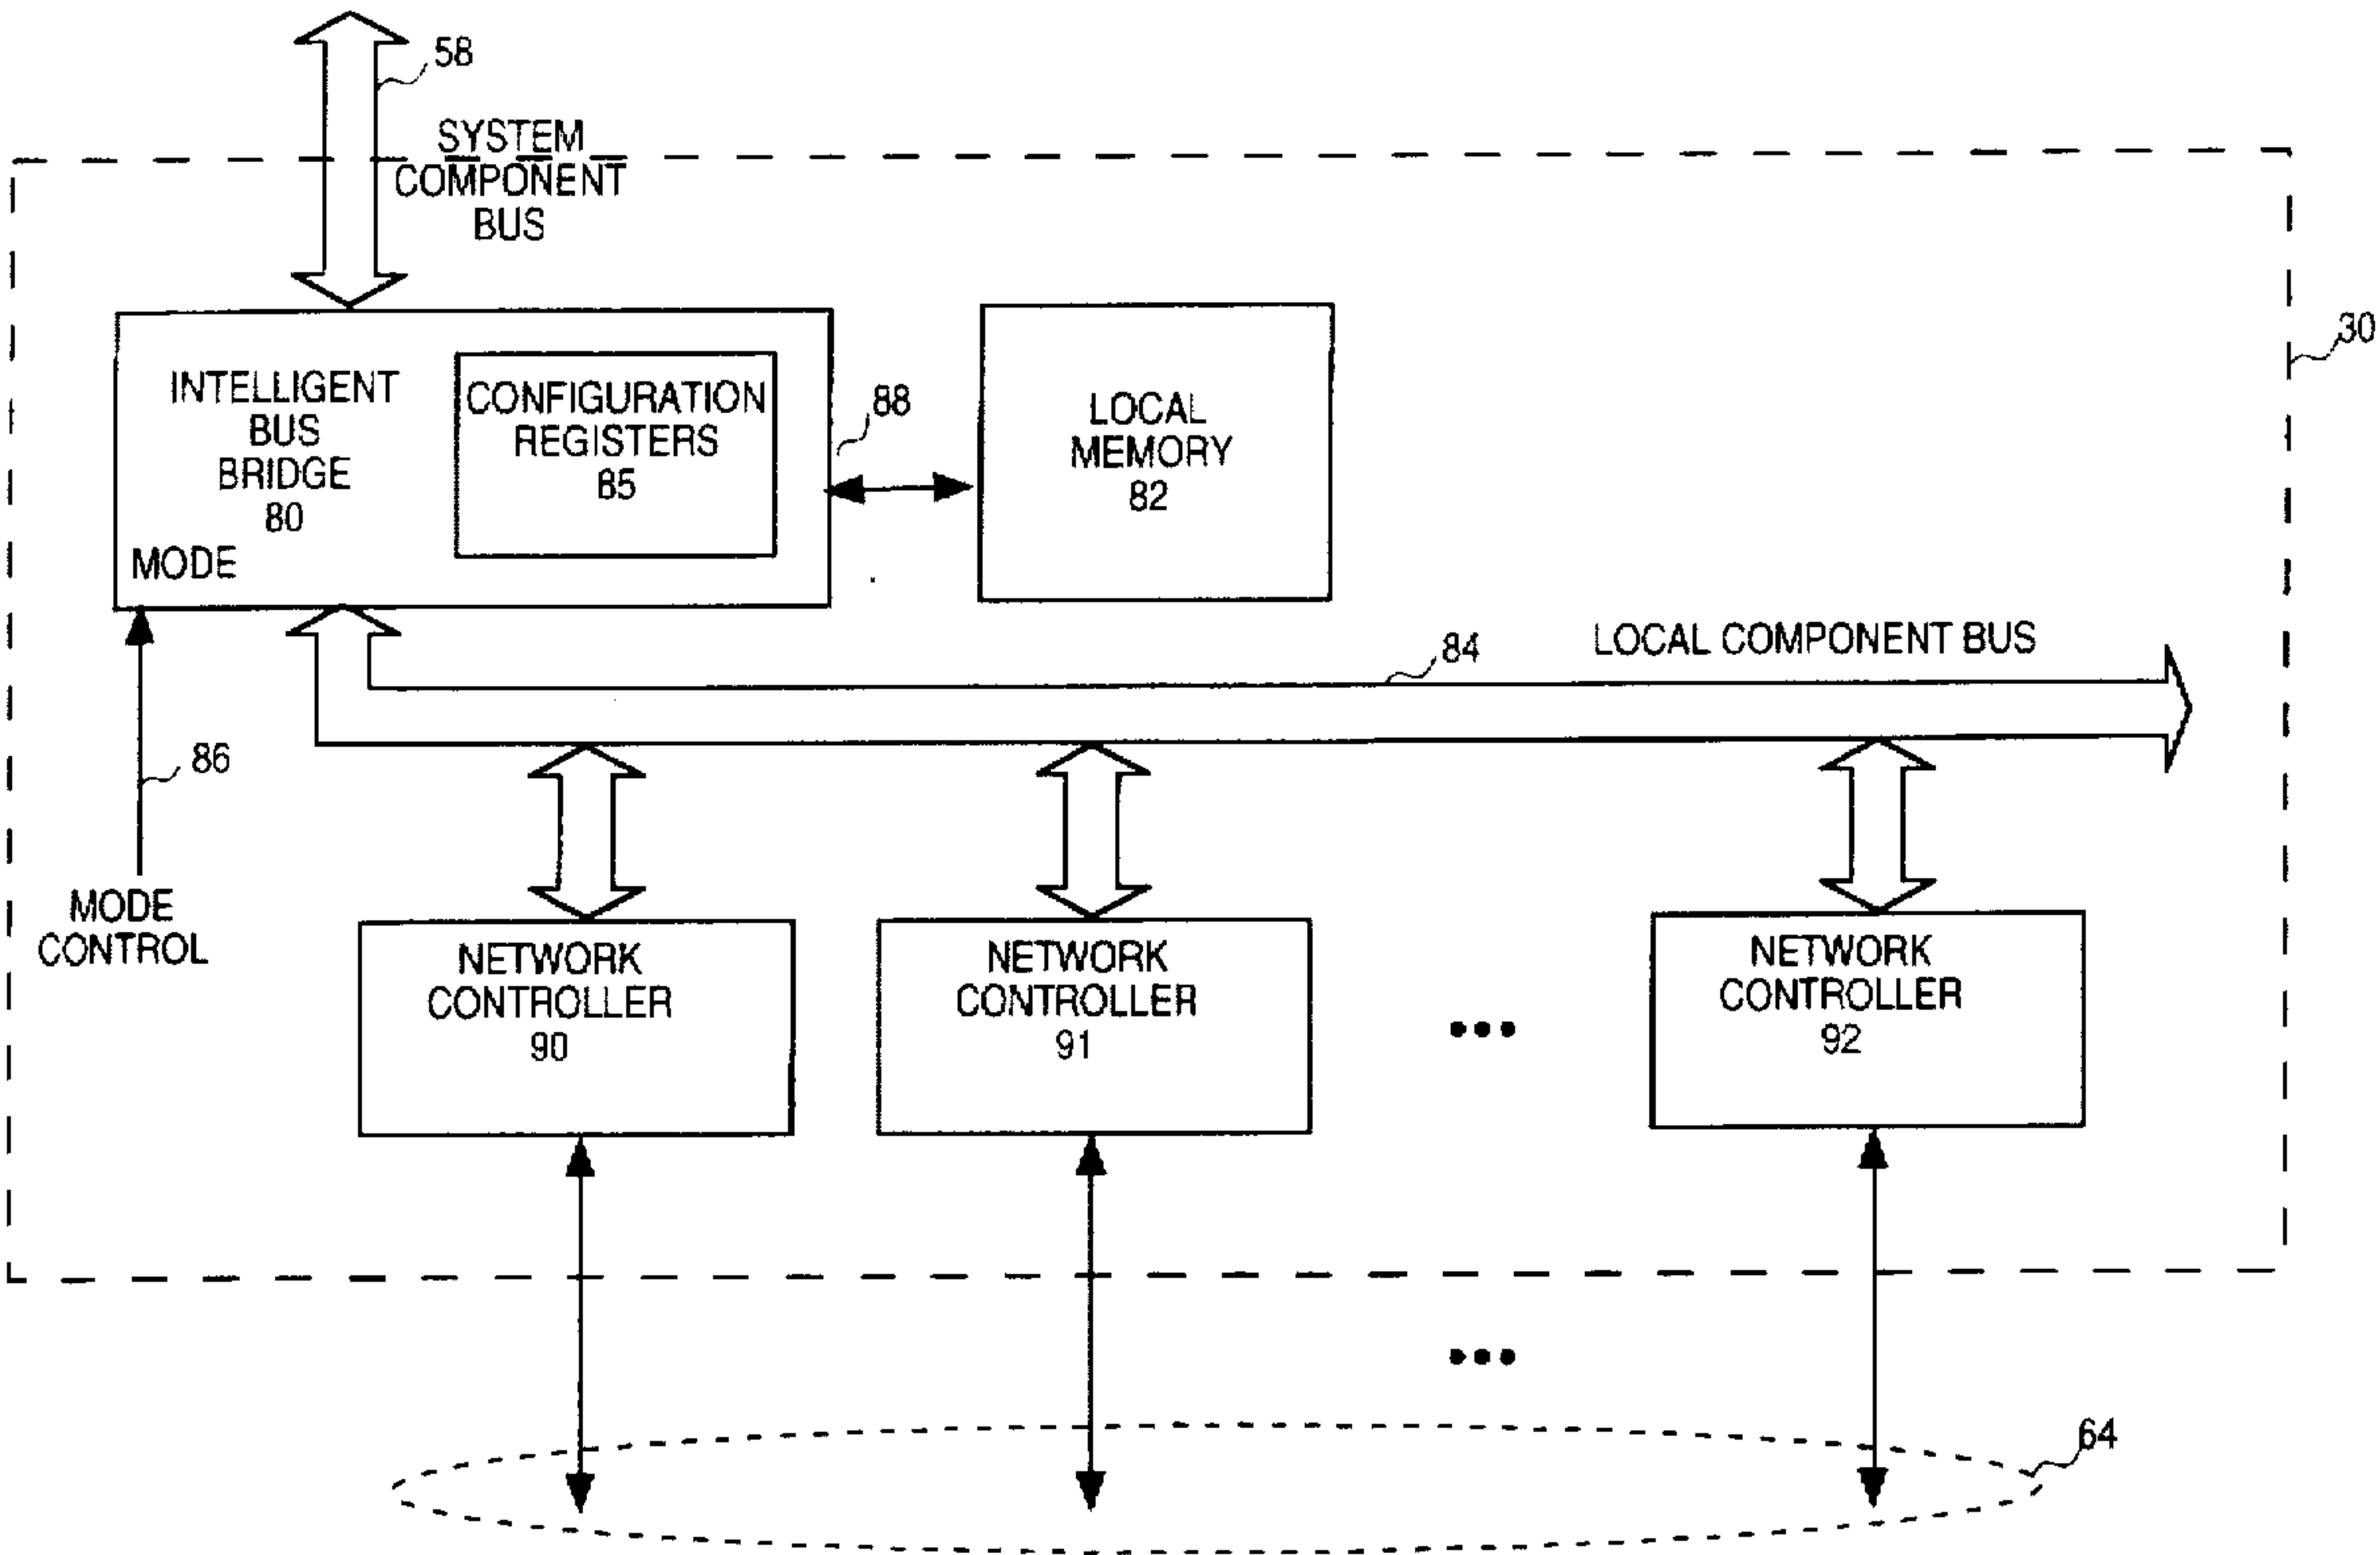 58
SYSTEM
COMPONENT
BUS
30
INTELLIGENT
BUS
BRIDGE
80
MODE
CONFIGURATION
REGISTERS
85
88
LOCAL
MEMORY
82
84
LOCAL COMPONENT BUS
86
MODE
CONTROL
NETWORK
CONTROLLER
90
NETWORK
CONTROLLER
91
•••
NETWORK
CONTROLLER
92
•••
64